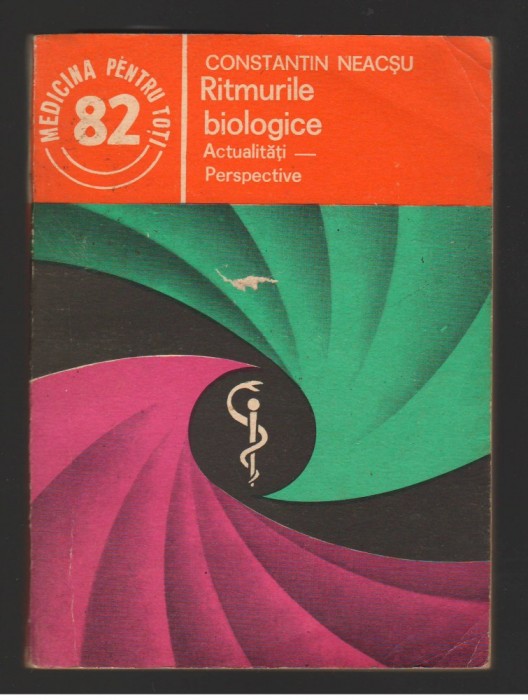 MEDICINA PENTRU TOȚI
82
CONSTANTIN NEACȘU
Ritmurile
biologice
Actualități —
Perspective